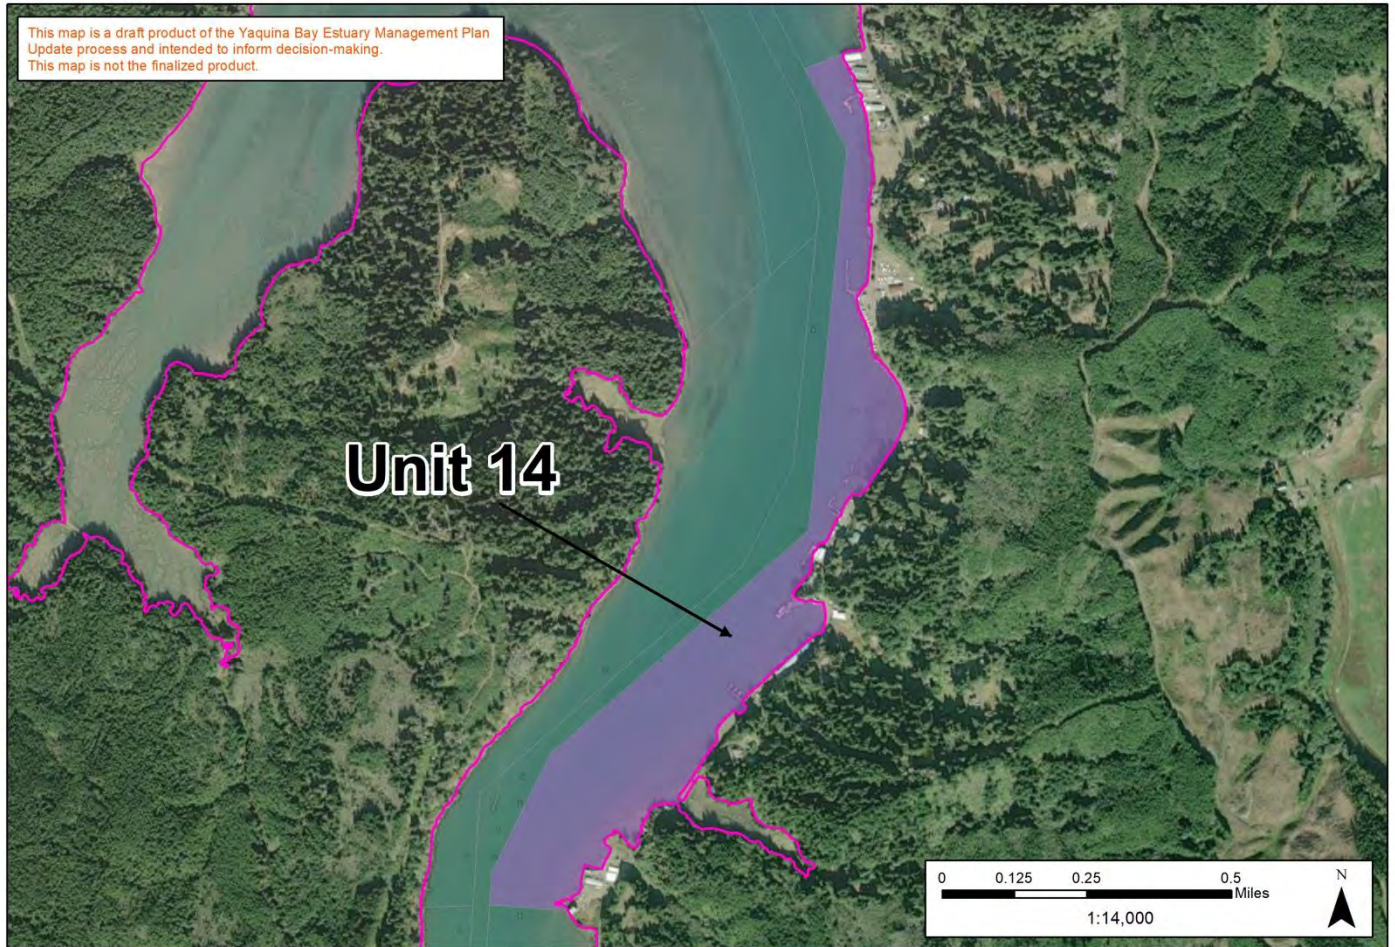 This map is a draft product of the Yaquina Bay Estuary Management Plan
Update process and intended to inform decision-making.
This map is not the finalized product.
Unit 14
0 0.125 0.25 0.5
Miles
1:14,000
N